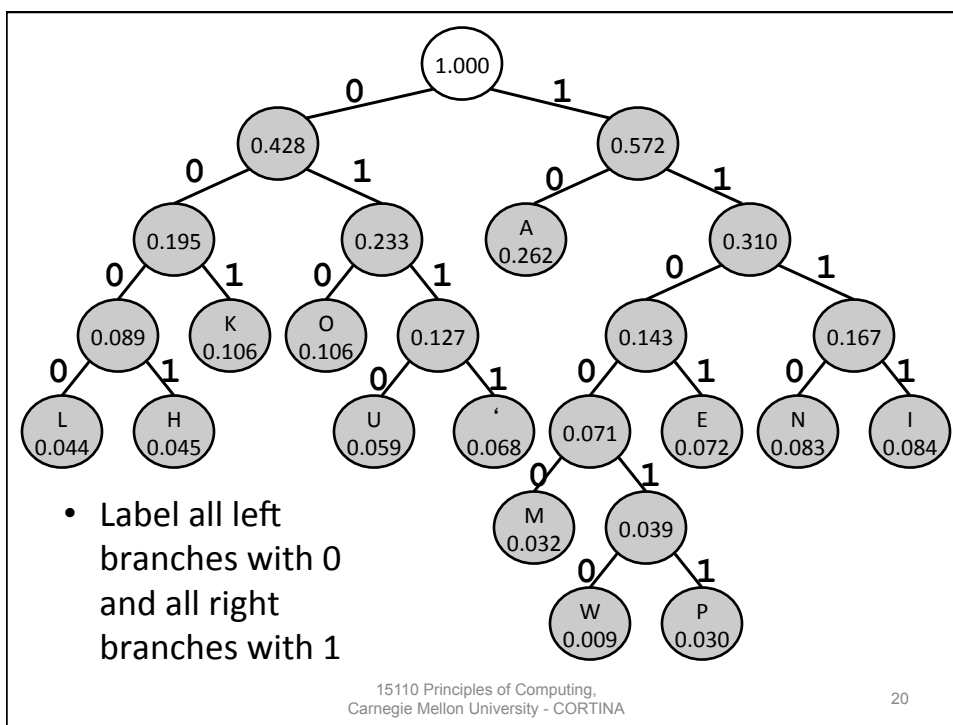 1.000
0 1
0.428 0.572
0 1 0 1
0.195 0.233 A 0.262 0.310
0 1 0 1 0 1
0.089 K 0.106 O 0.106 0.127 0.143 0.167
0 1 0 1 0 1 0 1
L 0.044 H 0.045 U 0.059 ‘ 0.068 0.071 E 0.072 N 0.083 I 0.084
0 1
M 0.032 0.039
0 1
W 0.009 P 0.030
• Label all left
branches with 0
and all right
branches with 1
15110 Principles of Computing,
Carnegie Mellon University - CORTINA
20